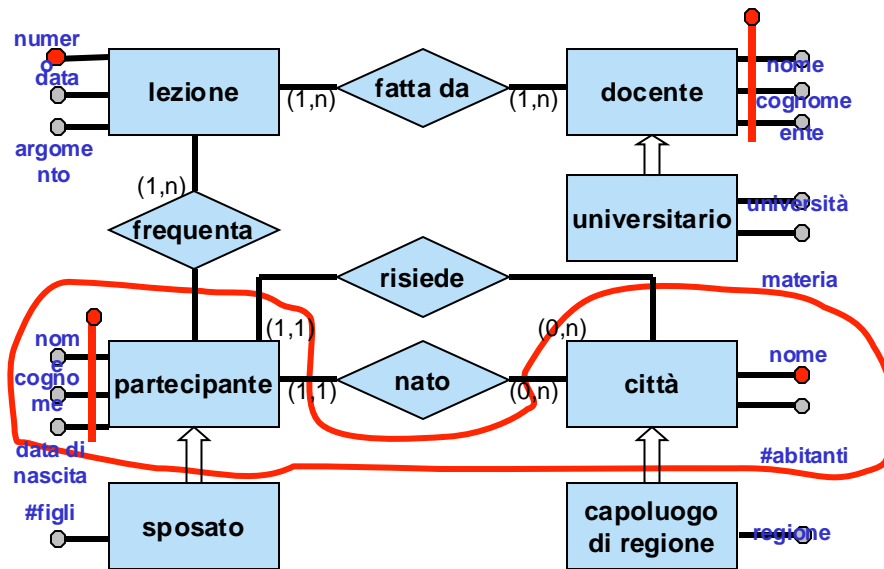 numer
o
data
argome
nto
lezione
(1,n)
fatta da
(1,n)
docente
nome
cognome
ente
(1,n)
frequenta
universitario
università
materia
risiede
(1,1)
(0,n)
nom
e
cogno
me
data di
nascita
partecipante
(1,1)
nato
(0,n)
città
nome
#abitanti
#figli
sposato
capoluogo
di regione
regione